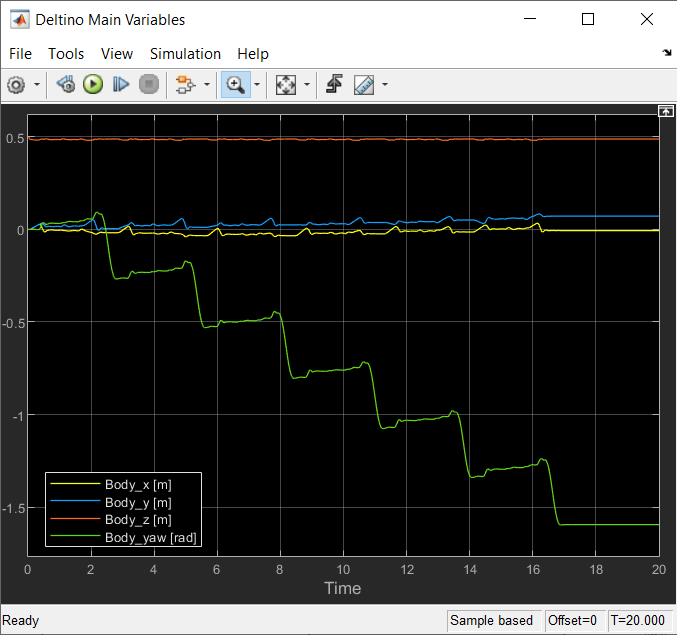 Deltino Main Variables
File Tools View Simulation Help
0.5
0
-0.5
-1
-1.5
Body_x [m]
Body_y [m]
Body_z [m]
Body_yaw [rad]
0 2 4 6 8 10 12 14 16 18 20
Time
Ready Sample based Offset=0 T=20.000